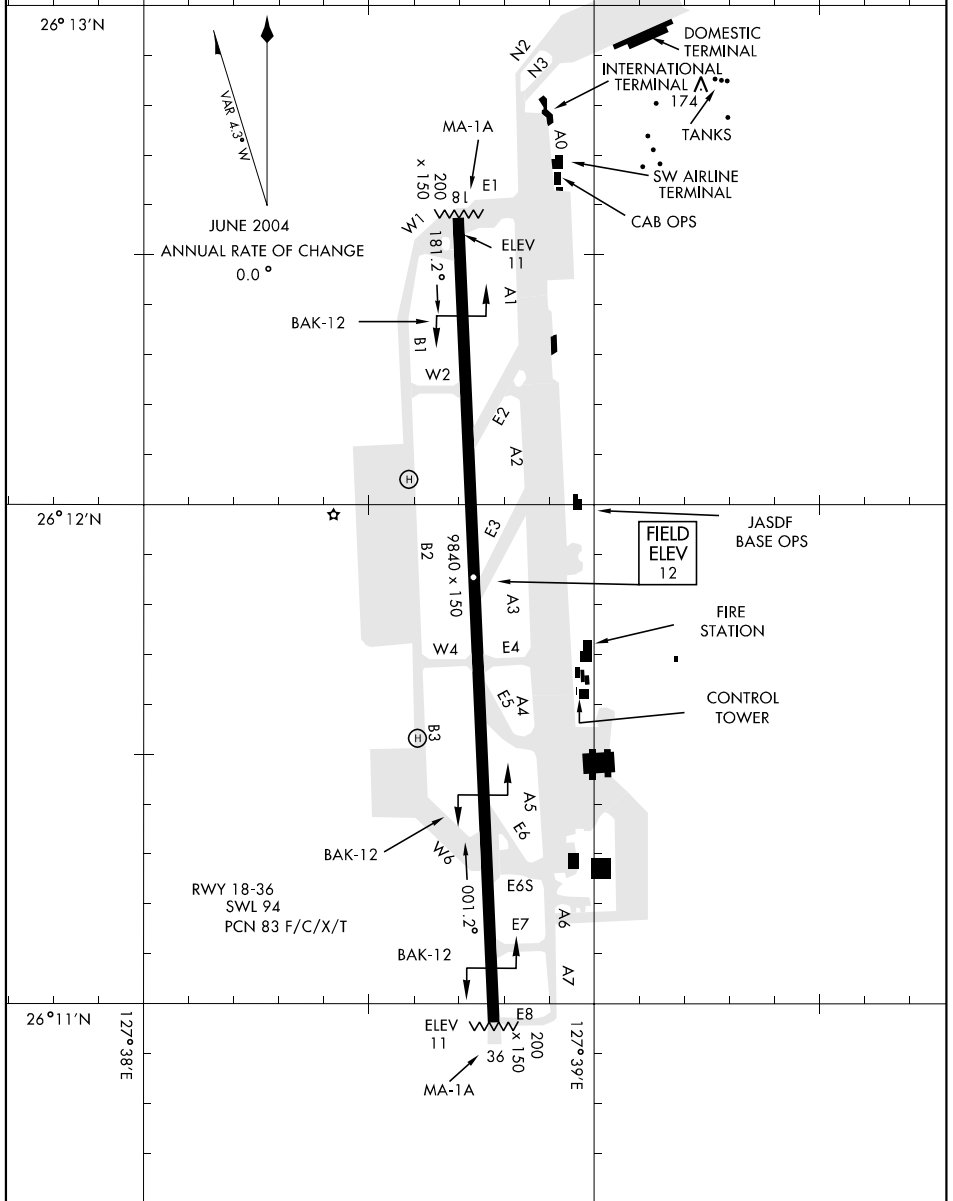 26° 13'N
VAR 4.3° W
JUNE 2004
ANNUAL RATE OF CHANGE
0.0 °
N2
N3
DOMESTIC
TERMINAL
INTERNATIONAL
TERMINAL
174
TANKS
A0
SW AIRLINE
TERMINAL
CAB OPS
MA-1A
200
x 150
18
E1
W1
181.2°
ELEV
11
A1
BAK-12
B1
W2
E2
A2
H
26° 12'N
JASDF
BASE OPS
E3
FIELD
ELEV
12
B2
9840 x 150
A3
FIRE
STATION
W4
E4
E5
A4
CONTROL
TOWER
H
B3
A5
E6
BAK-12
W6
RWY 18-36
SWL 94
PCN 83 F/C/X/T
001.2°
E6S
A6
E7
BAK-12
A7
26° 11'N
127° 38'E
ELEV
11
E8
36
200
x 150
127° 39'E
MA-1A